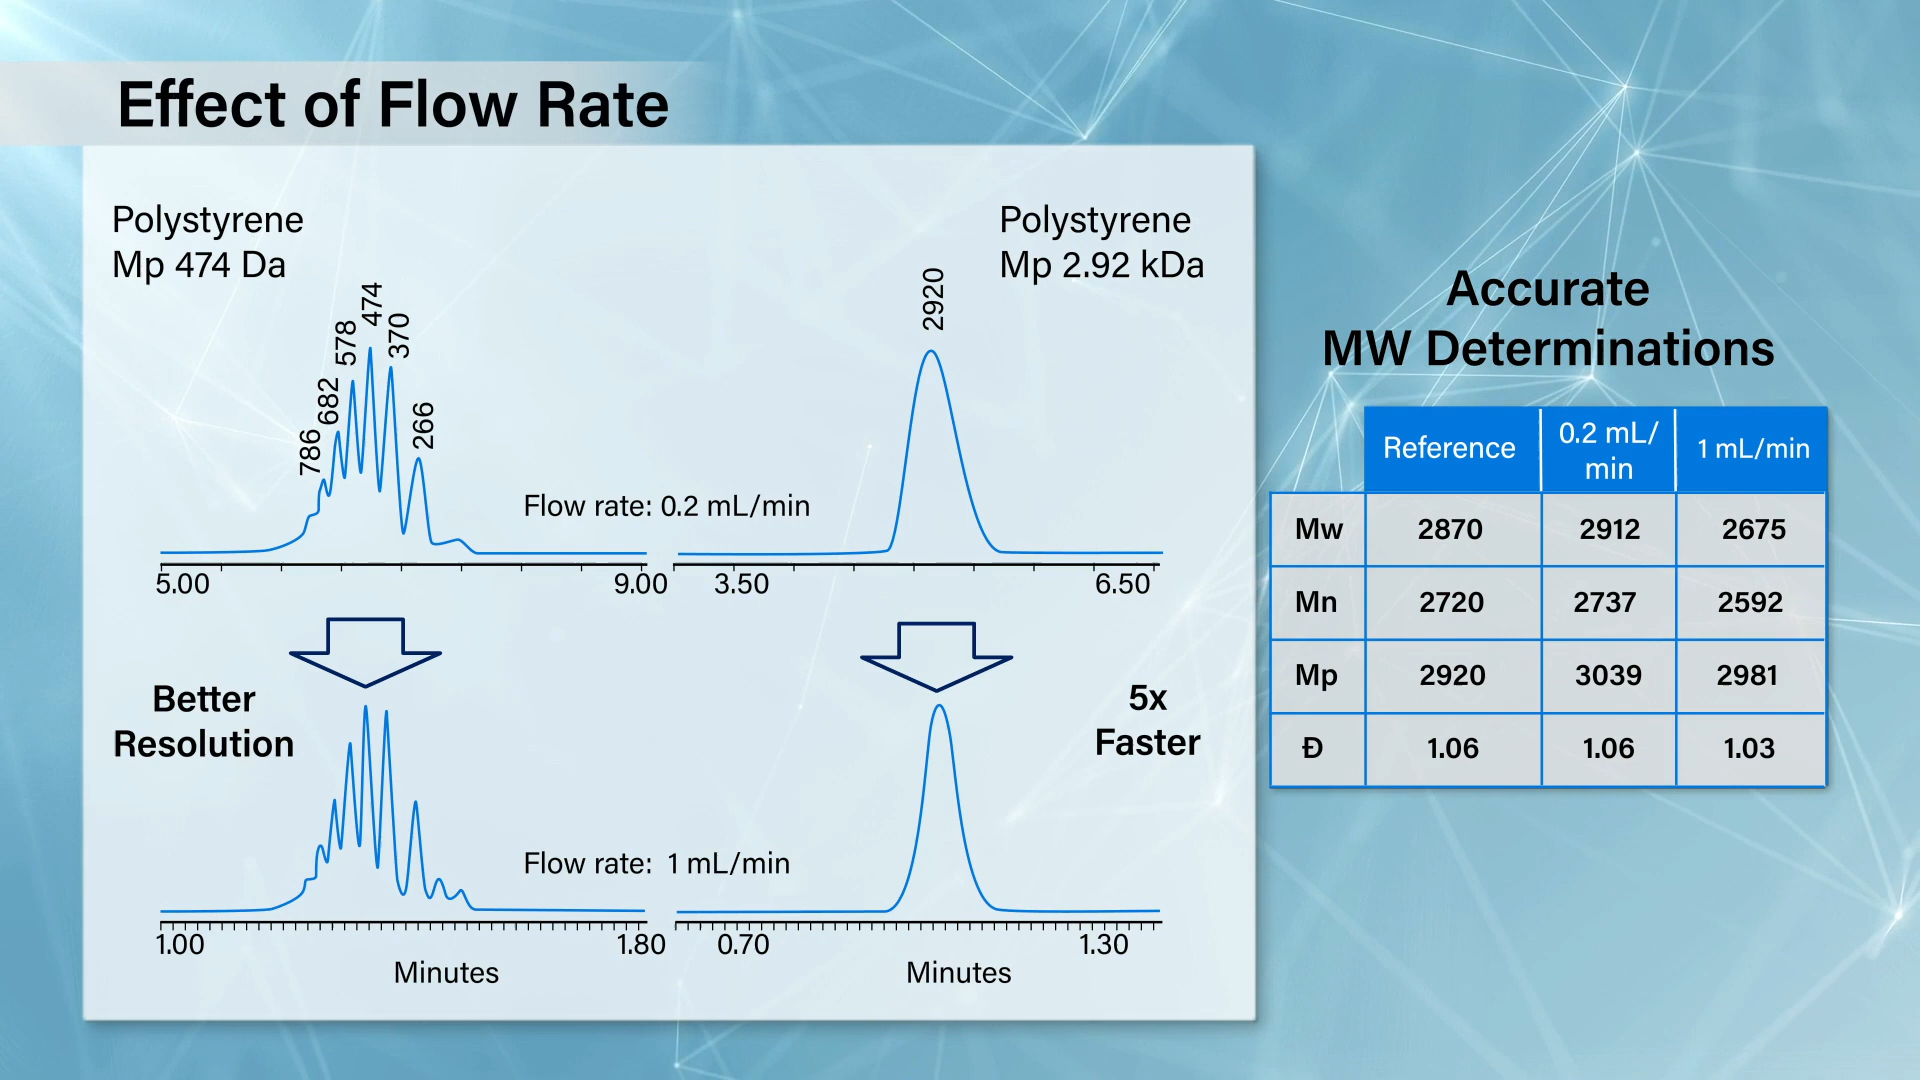 Effect of Flow Rate
Polystyrene
Mp 474 Da
786
682
578
474
370
266
Polystyrene
Mp 2.92 kDa
2920
Flow rate: 0.2 mL/min
5.00
9.00
3.50
6.50
Better
Resolution
5x
Faster
Flow rate: 1 mL/min
1.00
1.80
0.70
1.30
Minutes
Minutes
Accurate
MW Determinations
Reference 0.2 mL/ 1 mL/min
min
Mw 2870 2912 2675
Mn 2720 2737 2592
Mp 2920 3039 2981
Đ 1.06 1.06 1.03